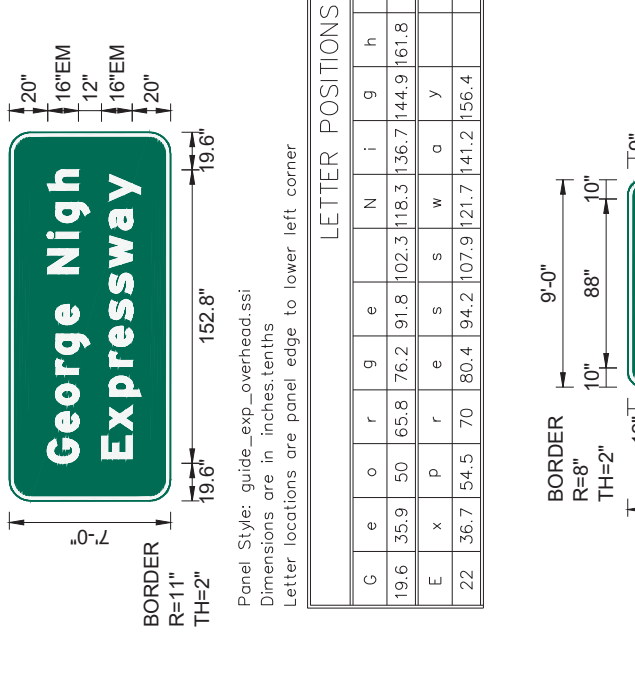 George Nigh
Expressway
20"
16"EM
12"
16"EM
20"
19.6"
152.8"
19.6"
7'-0"
BORDER
R=11"
TH=2"
Panel Style: guide_exp_overhead.ssi
Dimensions are in inches.tenths
Letter locations are panel edge to lower left corner
LETTER POSITIONS
G e o r g e N i g h
19.6 35.9 50 65.8 76.2 91.8 102.3 118.3 136.7 144.9 161.8
E x p r e s s w a y
22 36.7 54.5 70 80.4 94.2 107.9 121.7 141.2 156.4
9'-0"
10"
88"
10"
BORDER
R=8"
TH=2"